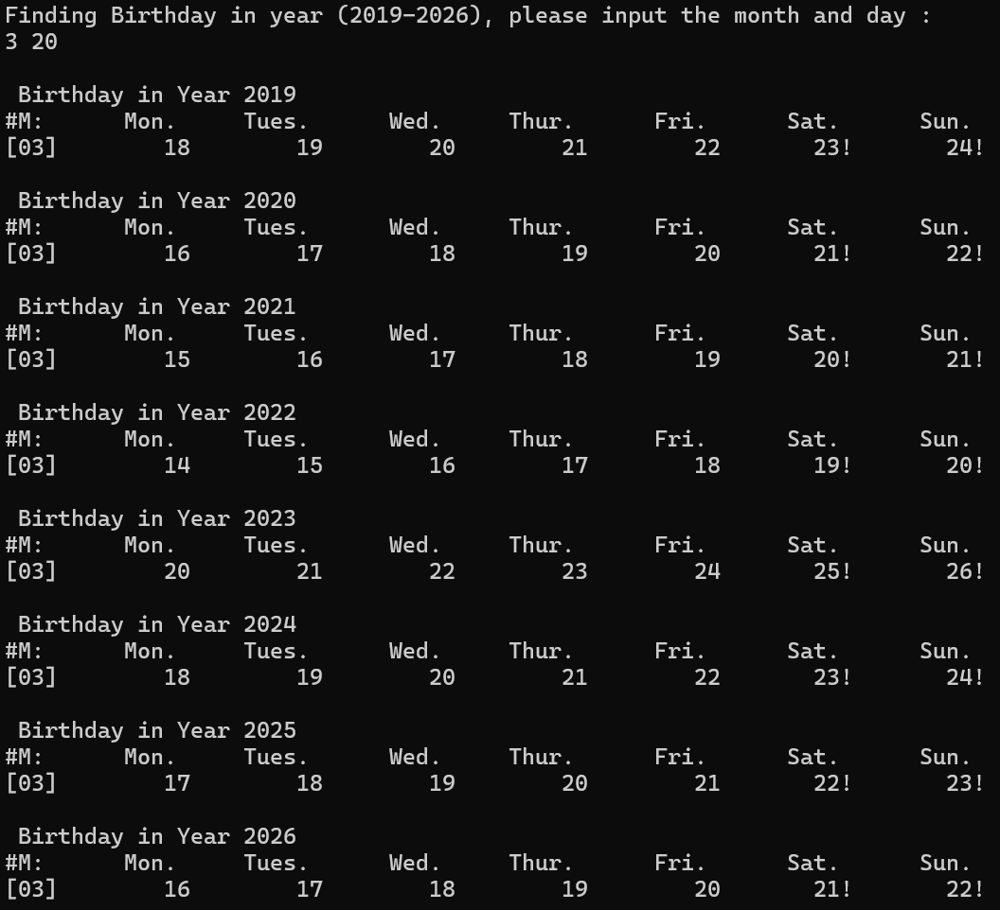 Finding Birthday in year (2019-2026), please input the month and day :
3 20
Birthday in Year 2019
#M: Mon. Tues. Wed. Thur. Fri. Sat. Sun.
[03] 18 19 20 21 22 23! 24!
Birthday in Year 2020
#M: Mon. Tues. Wed. Thur. Fri. Sat. Sun.
[03] 16 17 18 19 20 21! 22!
Birthday in Year 2021
#M: Mon. Tues. Wed. Thur. Fri. Sat. Sun.
[03] 15 16 17 18 19 20! 21!
Birthday in Year 2022
#M: Mon. Tues. Wed. Thur. Fri. Sat. Sun.
[03] 14 15 16 17 18 19! 20!
Birthday in Year 2023
#M: Mon. Tues. Wed. Thur. Fri. Sat. Sun.
[03] 20 21 22 23 24 25! 26!
Birthday in Year 2024
#M: Mon. Tues. Wed. Thur. Fri. Sat. Sun.
[03] 18 19 20 21 22 23! 24!
Birthday in Year 2025
#M: Mon. Tues. Wed. Thur. Fri. Sat. Sun.
[03] 17 18 19 20 21 22! 23!
Birthday in Year 2026
#M: Mon. Tues. Wed. Thur. Fri. Sat. Sun.
[03] 16 17 18 19 20 21! 22!